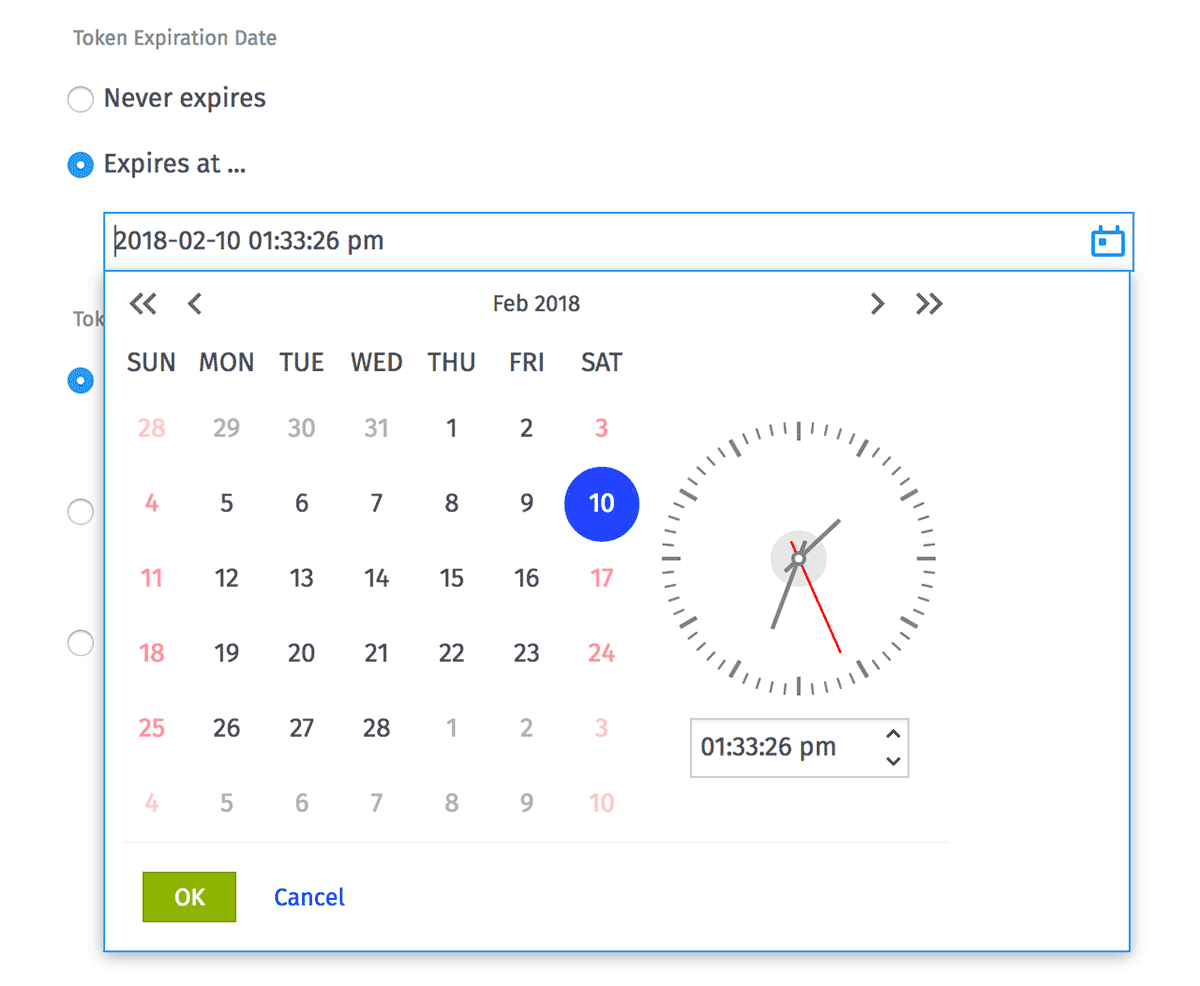 Token Expiration Date
Never expires
Expires at ...
2018-02-10 01:33:26 pm
Feb 2018
Tok
SUN MON TUE WED THU FRI SAT
28 29 30 31 1 2 3
4 5 6 7 8 9 10
11 12 13 14 15 16 17
18 19 20 21 22 23 24
25 26 27 28 1 2 3
01:33:26 pm
4 5 6 7 8 9 10
OK Cancel